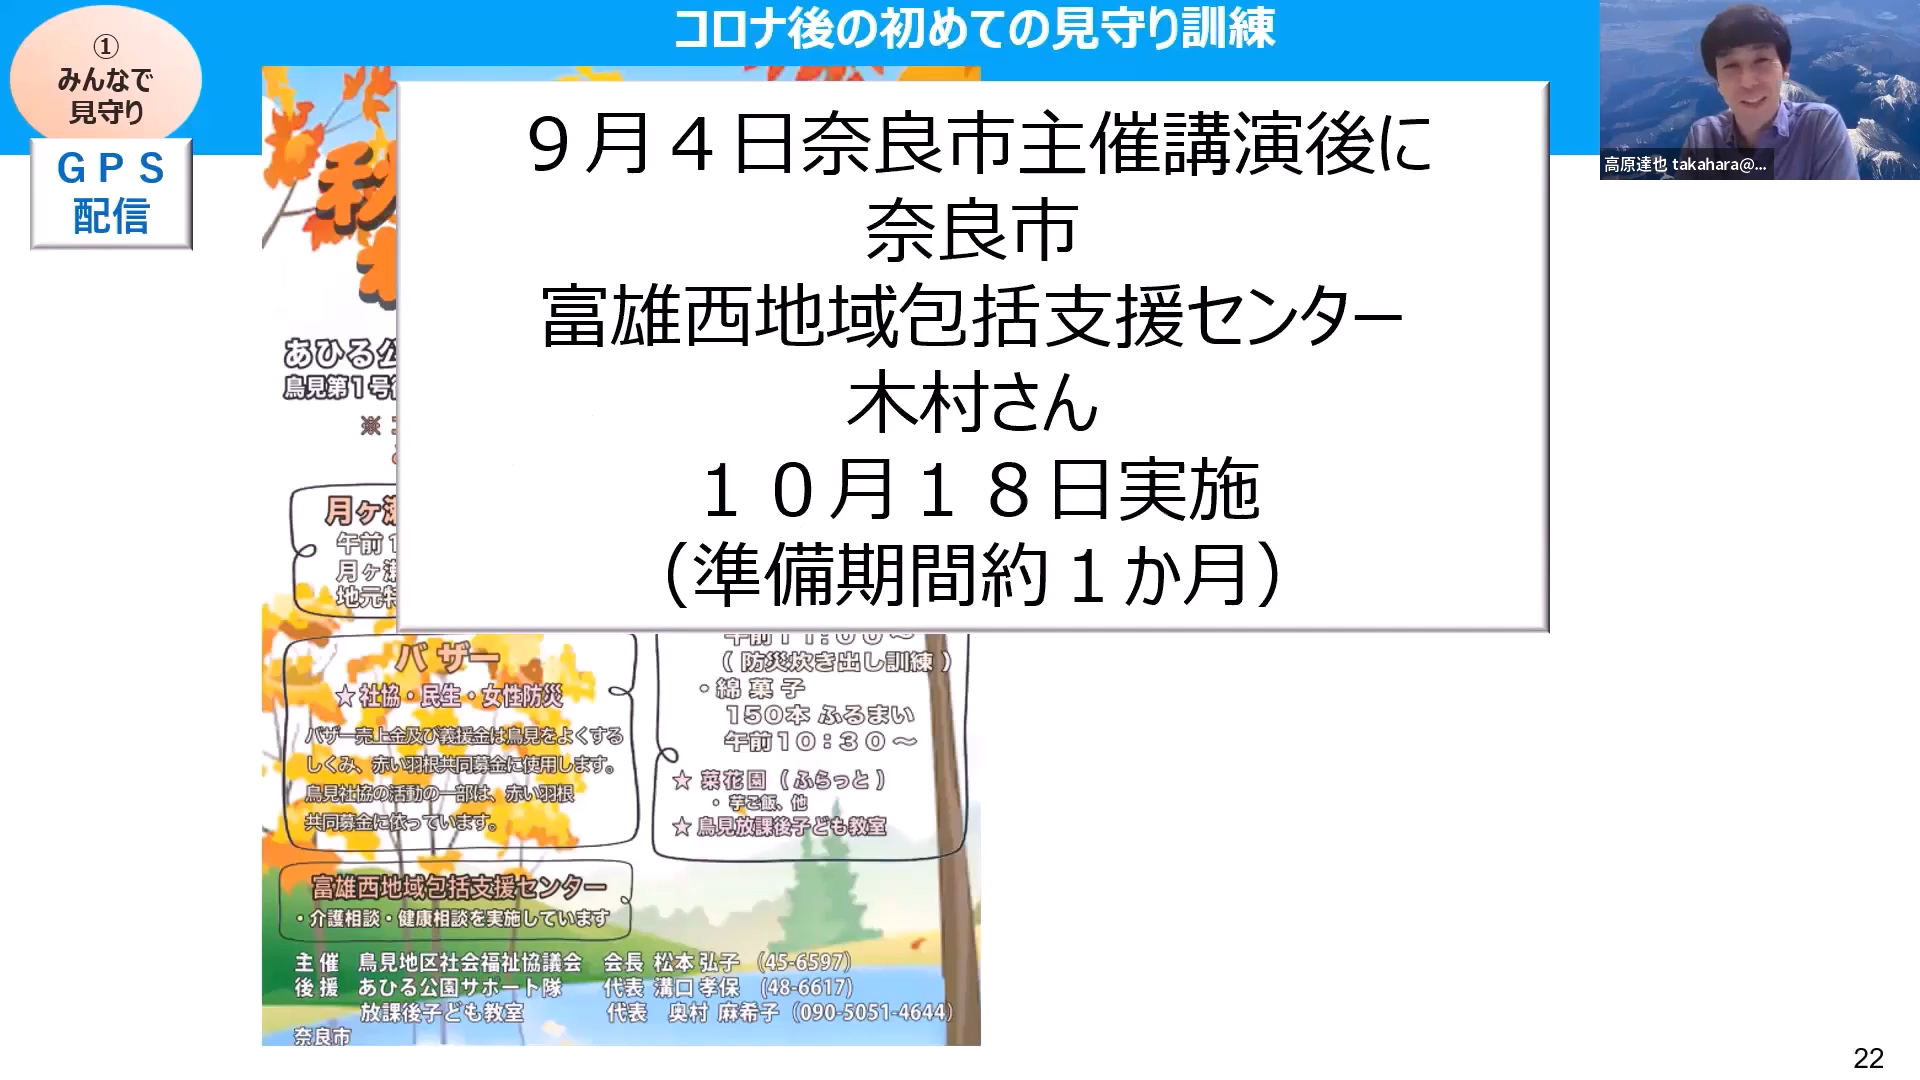 コロナ後の初めての見守り訓練
①
みんなで
見守り
ＧＰＳ
配信
高原達也 takahara@...
９月４日奈良市主催講演後に
奈良市
富雄西地域包括支援センター
木村さん
１０月１８日実施
（準備期間約１か月）
あひる公
鳥見第1号
※
月ヶ瀬
午前1
月ヶ瀬
地元特
バザー
★社協・民生・女性防災
バザー売上金及び義援金は鳥見をよくする
しくみ、赤い羽根共同募金に使用します。
鳥見社協の活動の一部は、赤い羽根
共同募金に依っています。
午前11:00～
（防災炊き出し訓練）
・綿菓子
150本 ふるまい
午前10:30～
★ 菜花園（ふらっと）
・芋ご飯、他
★ 鳥見放課後子ども教室
富雄西地域包括支援センター
・介護相談・健康相談を実施しています
主催　鳥見地区社会福祉協議会　会長 松本 弘子　(45-6597)
後援　あひる公園サポート隊　代表 溝口 孝保　(48-6617)
放課後子ども教室　代表　奥村 麻希子（090-5051-4644）
奈良市
22